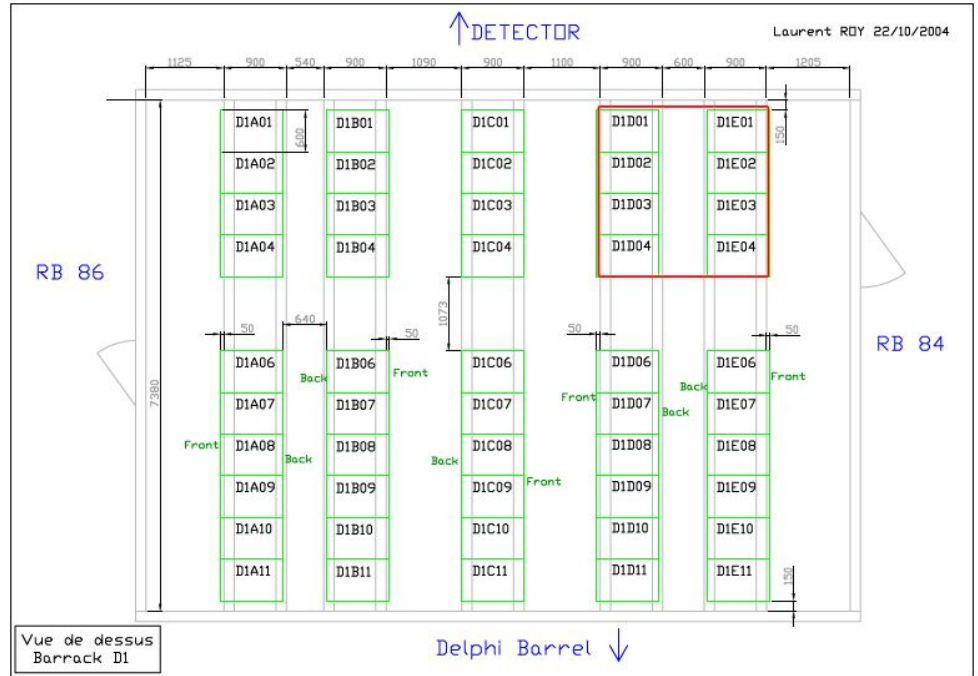 ↑ DETECTOR
Laurent ROY 22/10/2004
1125 900 540 900 1090 900 1100 900 600 900 1205
D1A01 D1B01 D1C01 D1D01 D1E01
600 150
D1A02 D1B02 D1C02 D1D02 D1E02
D1A03 D1B03 D1C03 D1D03 D1E03
D1A04 D1B04 D1C04 D1D04 D1E04
RB 86
1073
RB 84
50 640 50 50 50
D1A06 D1B06 D1C06 D1D06 D1E06
Back Front Front Back Front
7380
D1A07 D1B07 D1C07 D1D07 D1E07
Back
D1A08 D1B08 D1C08 D1D08 D1E08
Front Back Back
D1A09 D1B09 D1C09 D1D09 D1E09
Front
D1A10 D1B10 D1C10 D1D10 D1E10
D1A11 D1B11 D1C11 D1D11 D1E11
150
Vue de dessus
Barrack D1
Delphi Barrel ↓